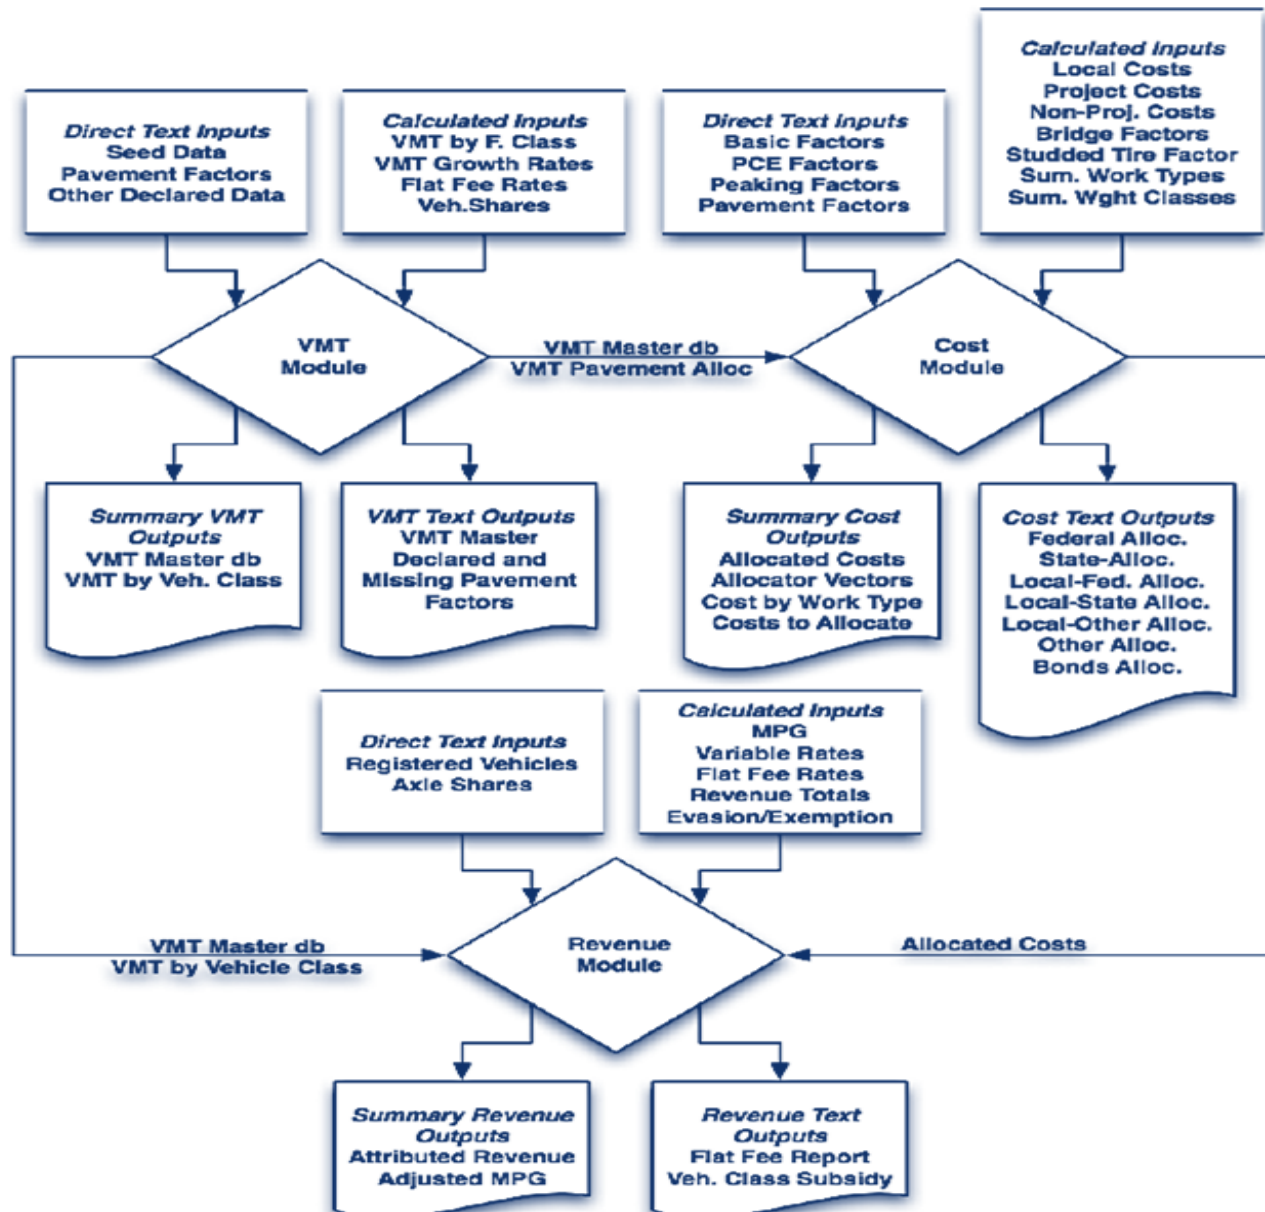 Direct Text Inputs
Seed Data
Pavement Factors
Other Declared Data
Calculated Inputs
VMT by F. Class
VMT Growth Rates
Flat Fee Rates
Veh.Shares
Direct Text Inputs
Basic Factors
PCE Factors
Peaking Factors
Pavement Factors
Calculated Inputs
Local Costs
Project Costs
Non-Proj. Costs
Bridge Factors
Studded Tire Factor
Sum. Work Types
Sum. Wght Classes
VMT
Module
VMT Master db
VMT Pavement Alloc
Cost
Module
Summary VMT
Outputs
VMT Master db
VMT by Veh. Class
VMT Text Outputs
VMT Master
Declared and
Missing Pavement
Factors
Summary Cost
Outputs
Allocated Costs
Allocator Vectors
Cost by Work Type
Costs to Allocate
Cost Text Outputs
Federal Alloc.
State-Alloc.
Local-Fed. Alloc.
Local-State Alloc.
Local-Other Alloc.
Other Alloc.
Bonds Alloc.
Direct Text Inputs
Registered Vehicles
Axle Shares
Calculated Inputs
MPG
Variable Rates
Flat Fee Rates
Revenue Totals
Evasion/Exemption
VMT Master db
VMT by Vehicle Class
Revenue
Module
Allocated Costs
Summary Revenue
Outputs
Attributed Revenue
Adjusted MPG
Revenue Text
Outputs
Flat Fee Report
Veh. Class Subsidy